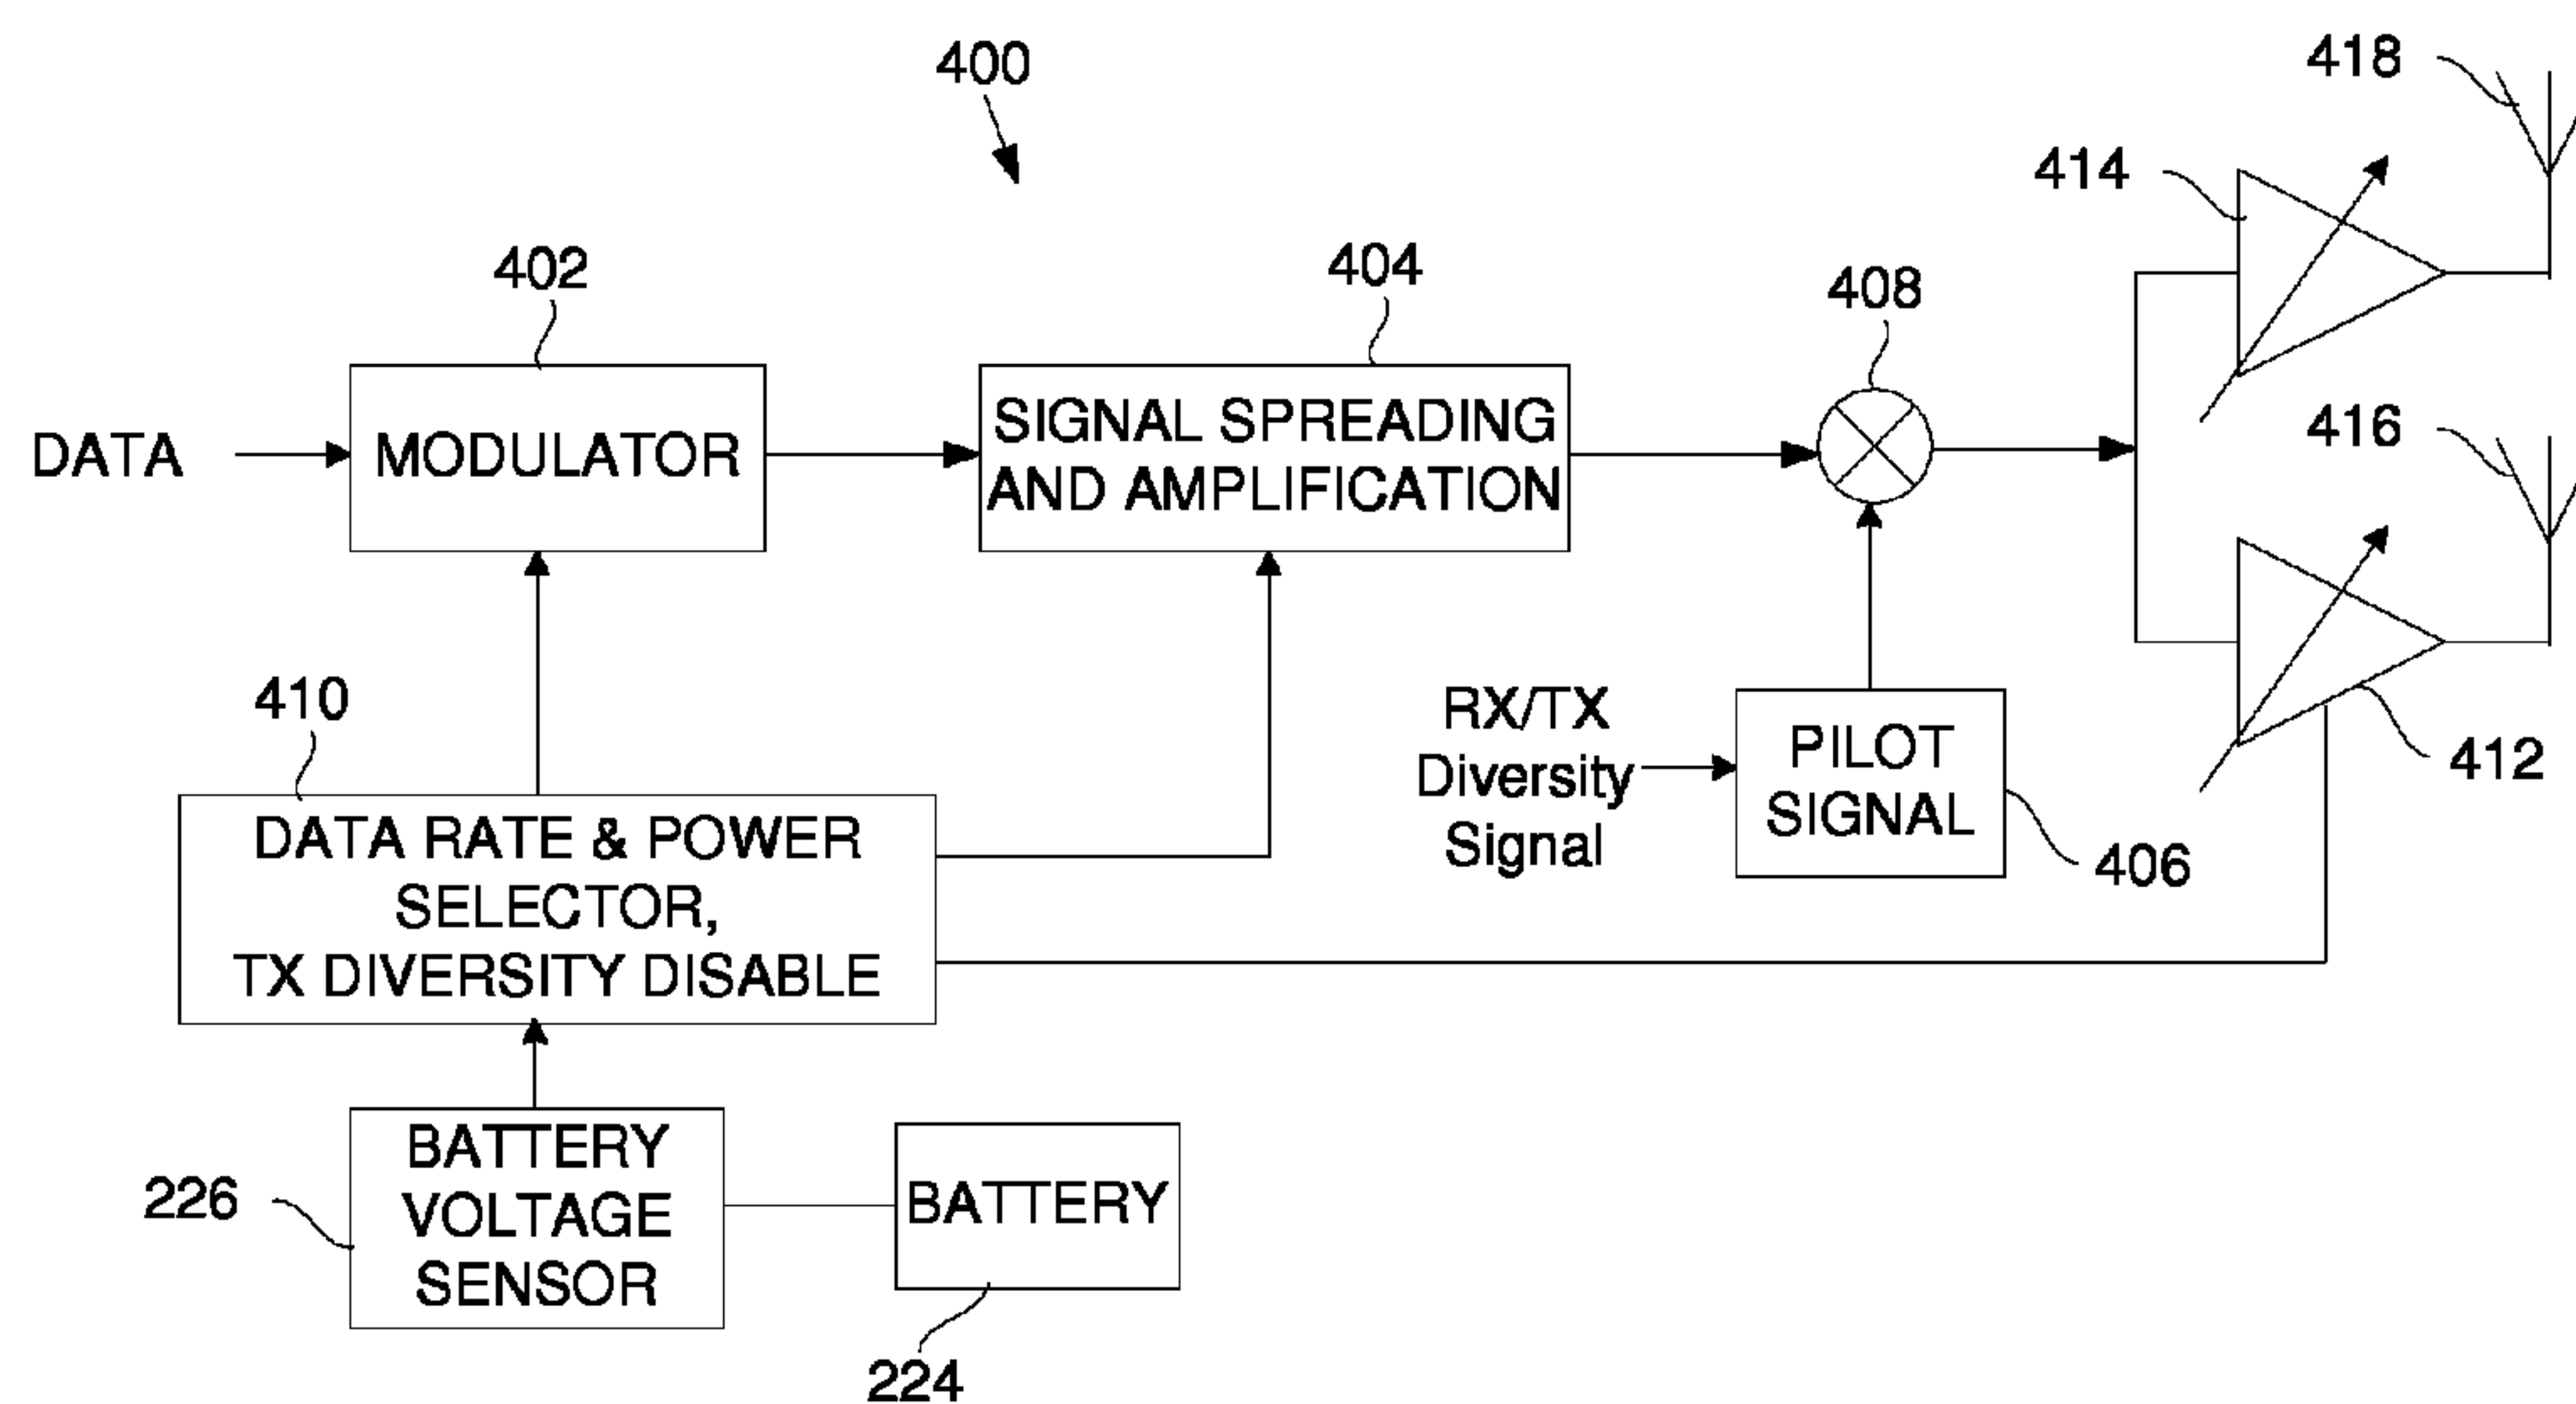 400
418
414
402
404
408
DATA
MODULATOR
SIGNAL SPREADING
AND AMPLIFICATION
416
410
RX/TX
Diversity
Signal
PILOT
SIGNAL
412
406
DATA RATE & POWER
SELECTOR,
TX DIVERSITY DISABLE
226
BATTERY
VOLTAGE
SENSOR
BATTERY
224